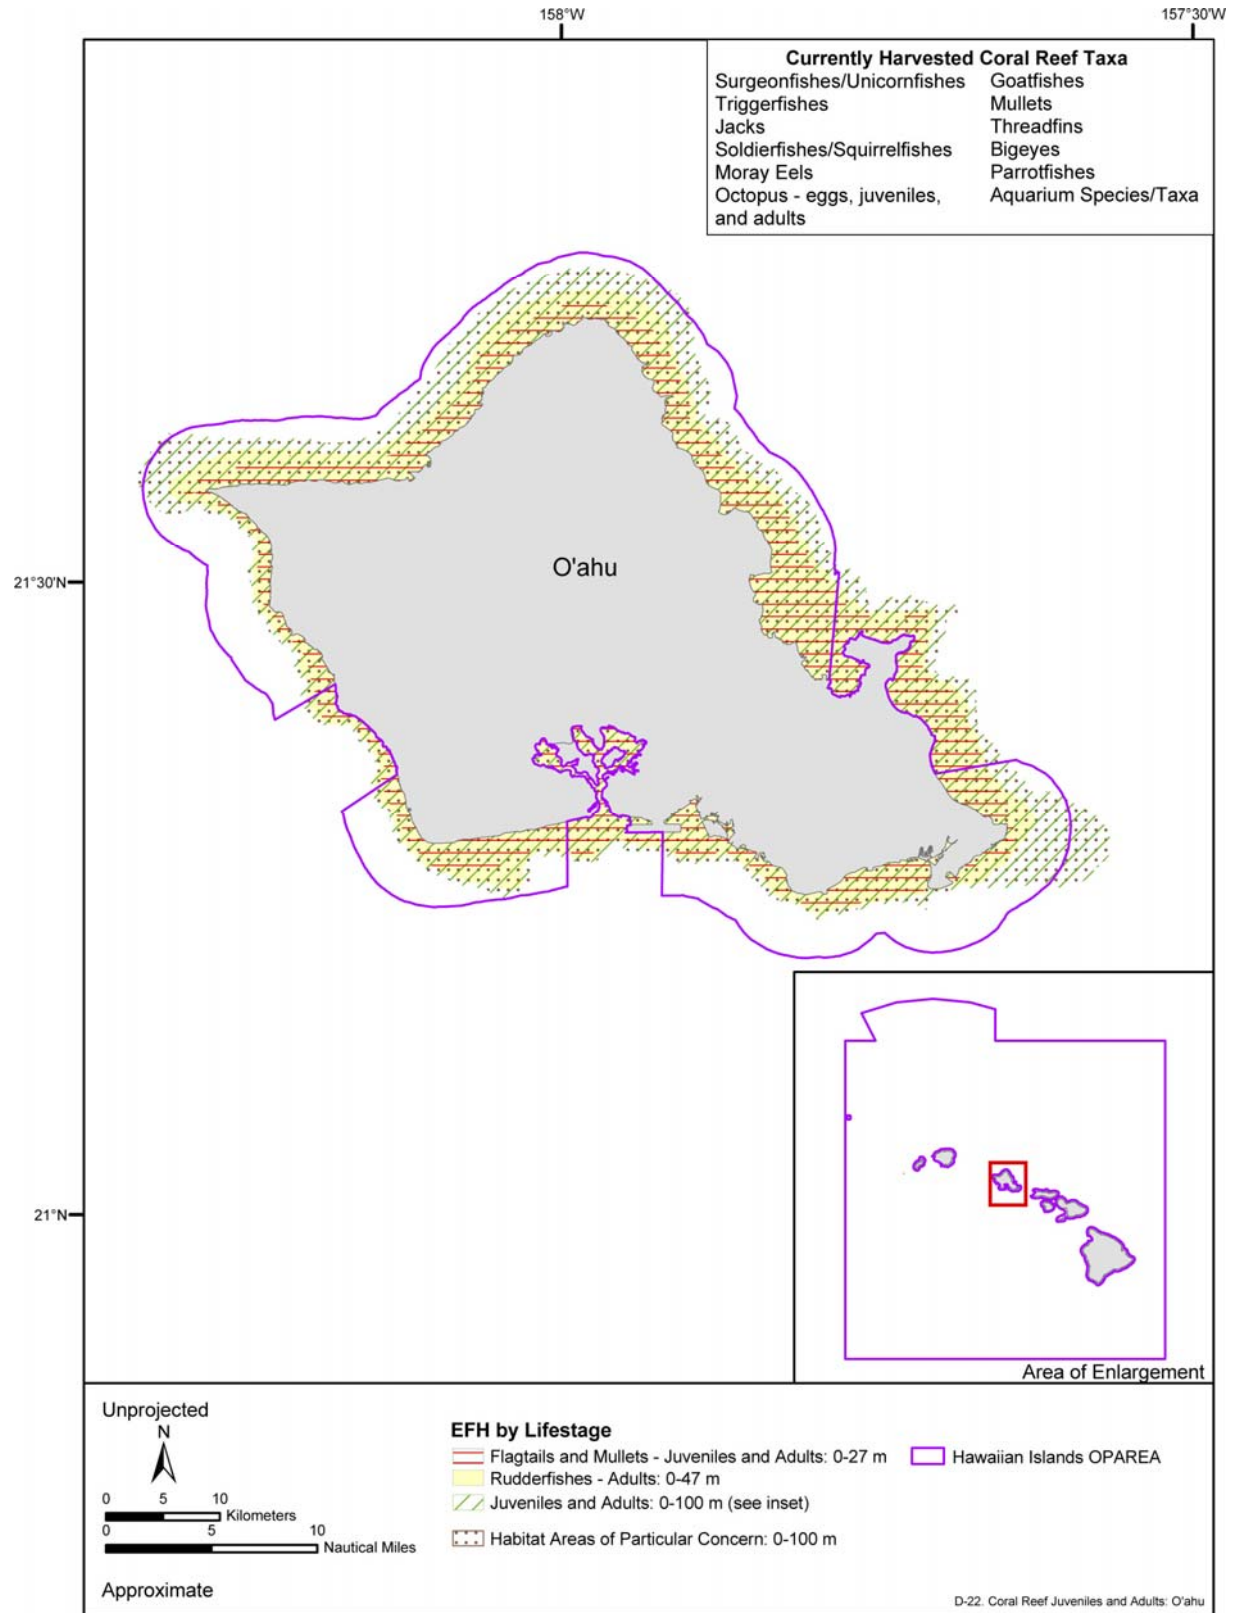 158°W
157°30'W
Currently Harvested Coral Reef Taxa
Surgeonfishes/Unicornfishes Goatfishes
Triggerfishes Mullets
Jacks Threadfins
Soldierfishes/Squirrelfishes Bigeyes
Moray Eels Parrotfishes
Octopus - eggs, juveniles, Aquarium Species/Taxa
and adults
O'ahu
21°30'N
21°N
Area of Enlargement
Unprojected
N
0 5 10
Kilometers
0 5 10
Nautical Miles
Approximate
EFH by Lifestage
Flagtails and Mullets - Juveniles and Adults: 0-27 m
Rudderfishes - Adults: 0-47 m
Juveniles and Adults: 0-100 m (see inset)
Habitat Areas of Particular Concern: 0-100 m
Hawaiian Islands OPAREA
D-22. Coral Reef Juveniles and Adults: O'ahu